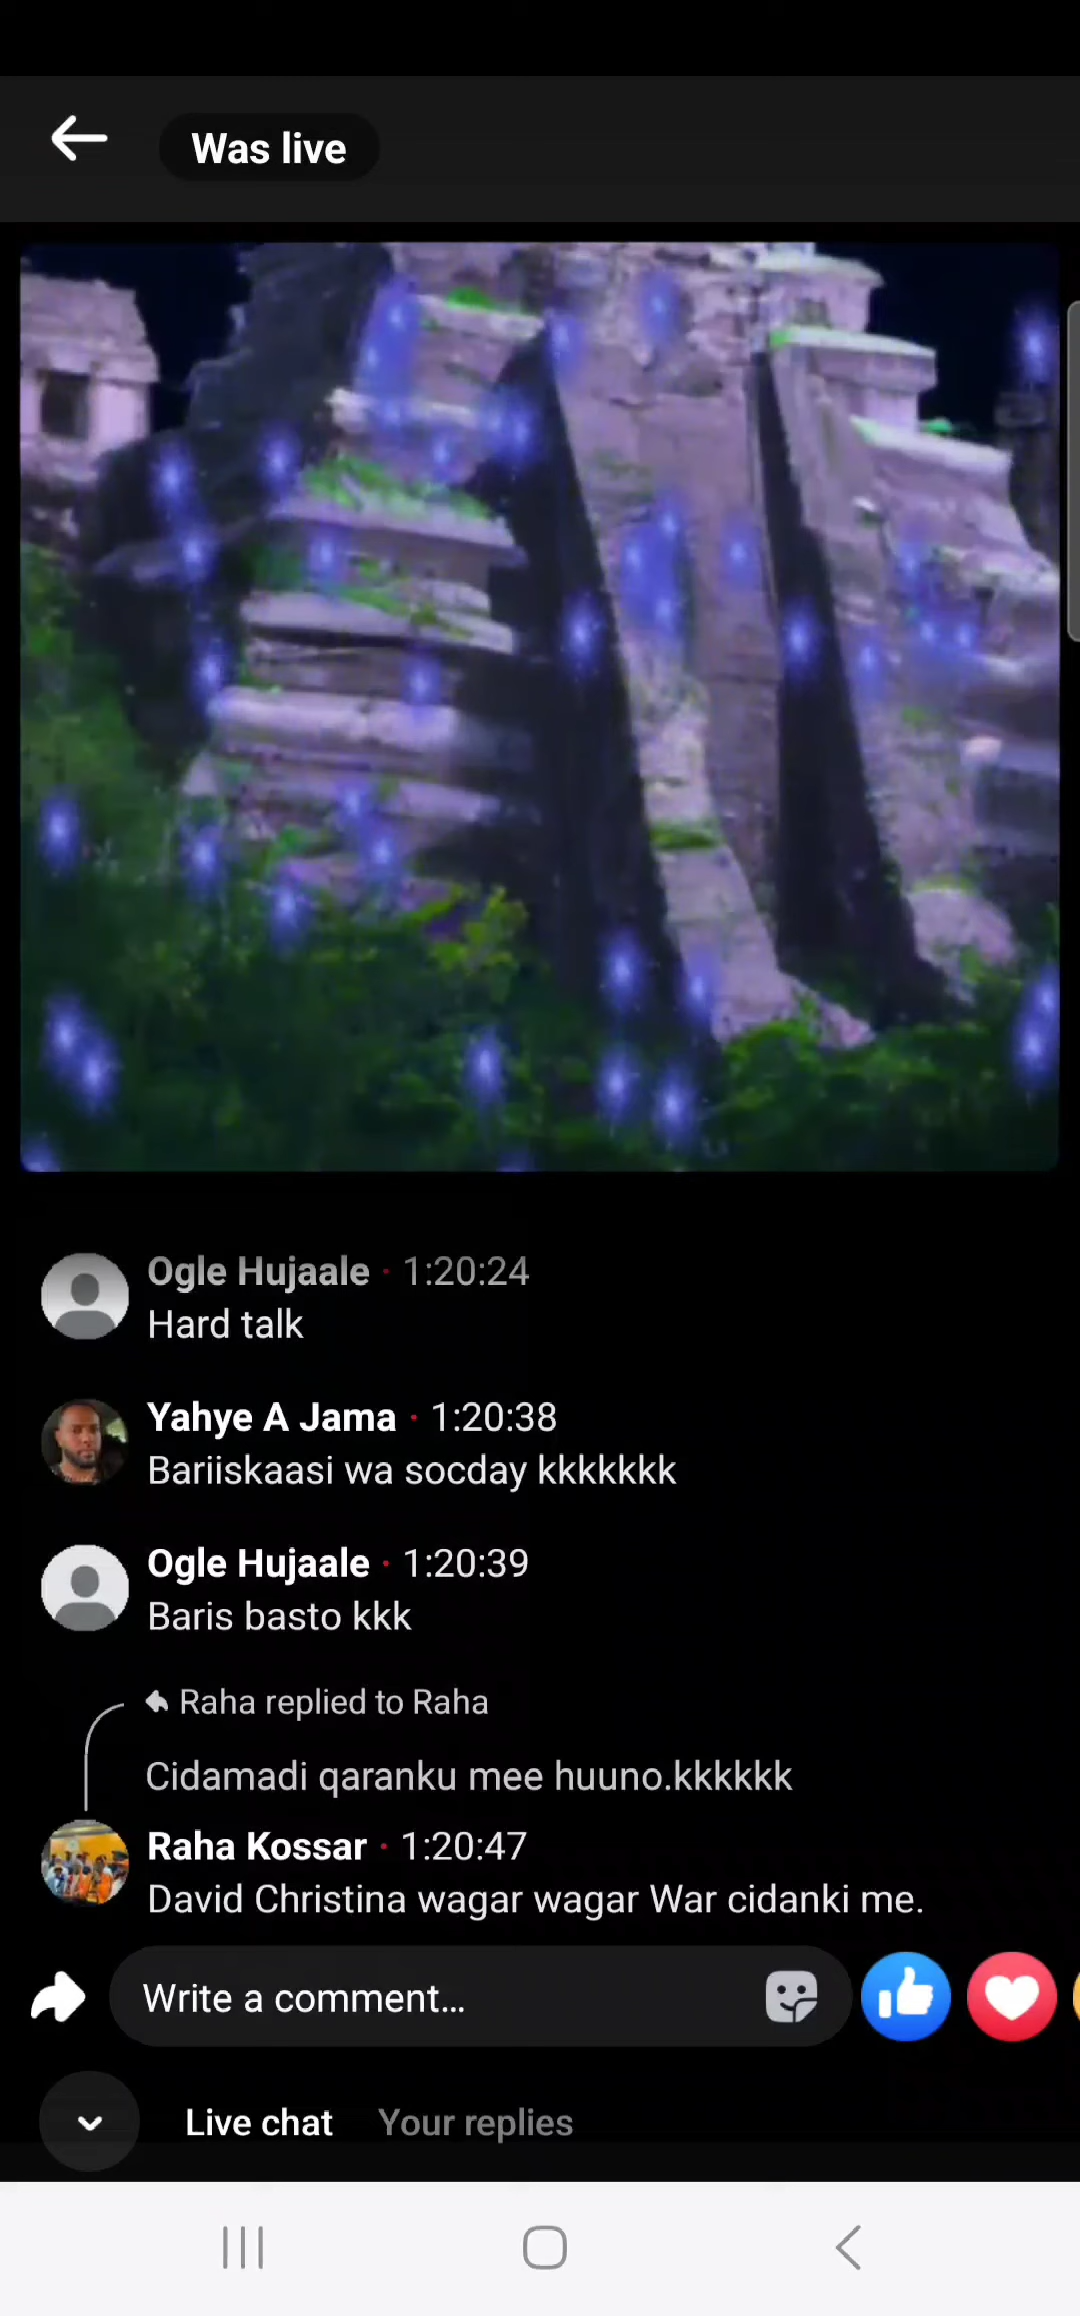 Was live
Ogle Hujaale · 1:20:24
Hard talk
Yahye A Jama · 1:20:38
Bariiskaasi wa socday kkkkkkk
Ogle Hujaale · 1:20:39
Baris basto kkk
Raha replied to Raha
Cidamadi qaranku mee huuno.kkkkkk
Raha Kossar · 1:20:47
David Christina wagar wagar War cidanki me.
Write a comment...
Live chat Your replies